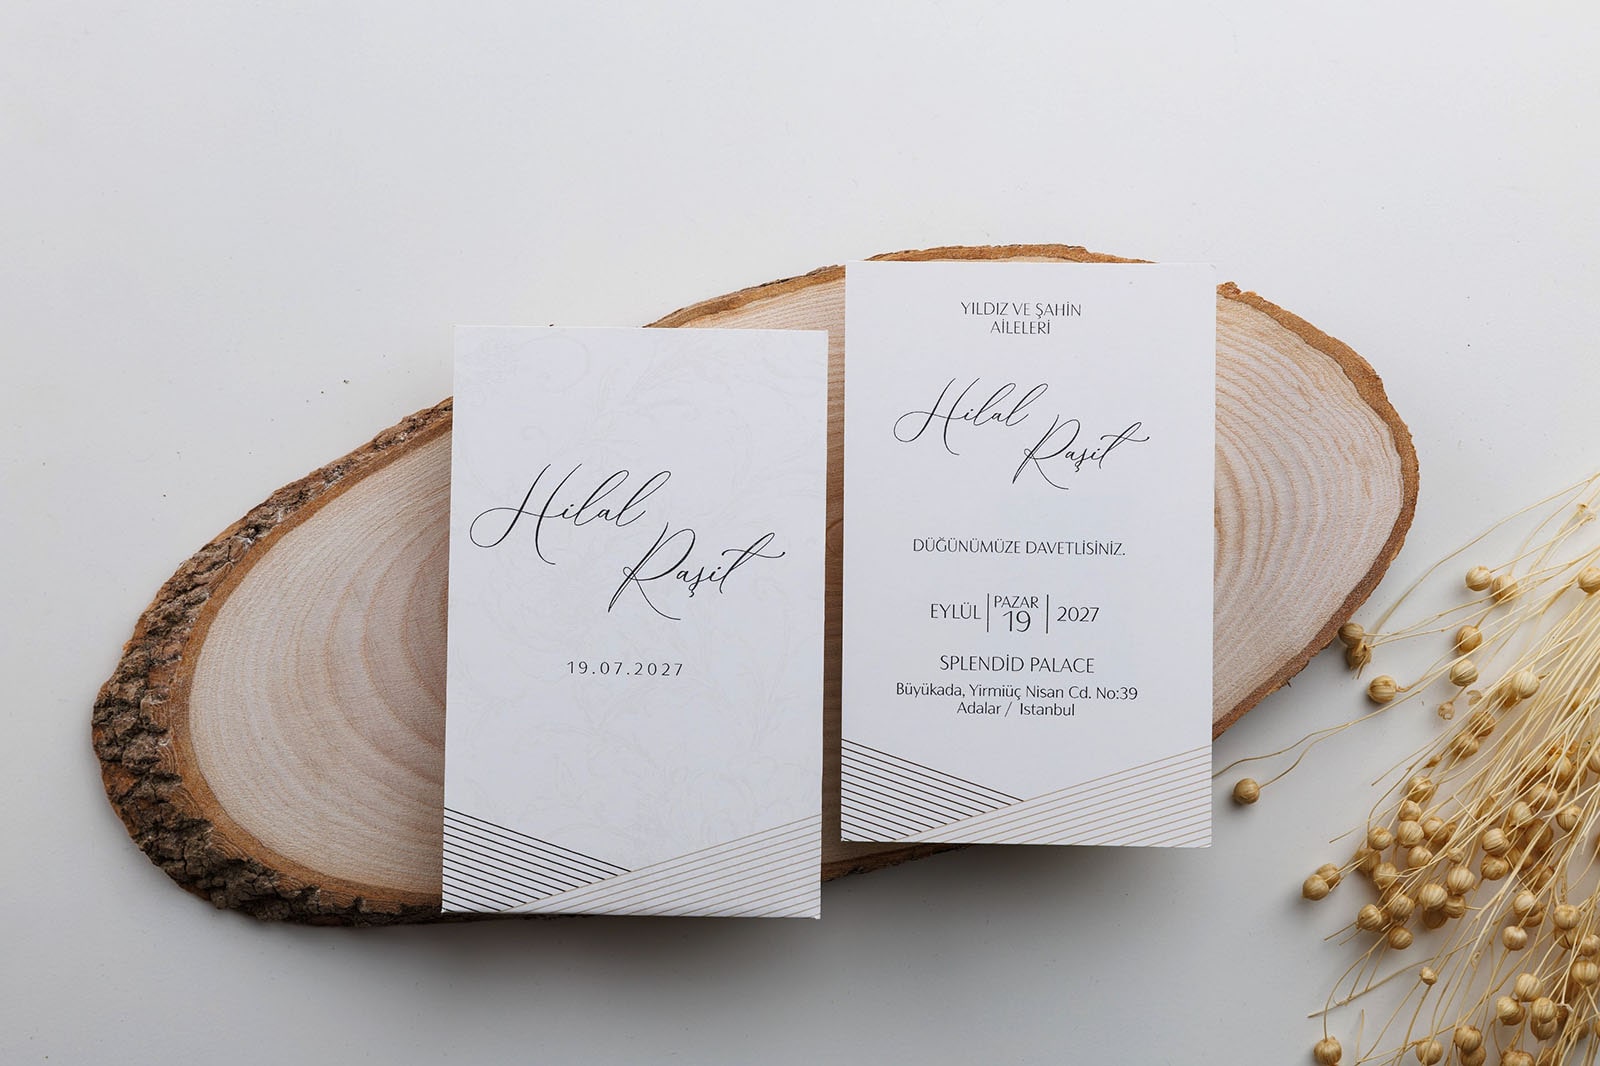 Hilal
Raşit
19.07.2027
YILDIZ VE ŞAHİN
AİLELERİ
Hilal
Raşit
DÜĞÜNÜMÜZE DAVETLİSİNİZ.
EYLÜL | PAZAR 19 | 2027
SPLENDİD PALACE
Büyükada, Yirmiüç Nisan Cd. No:39
Adalar / Istanbul